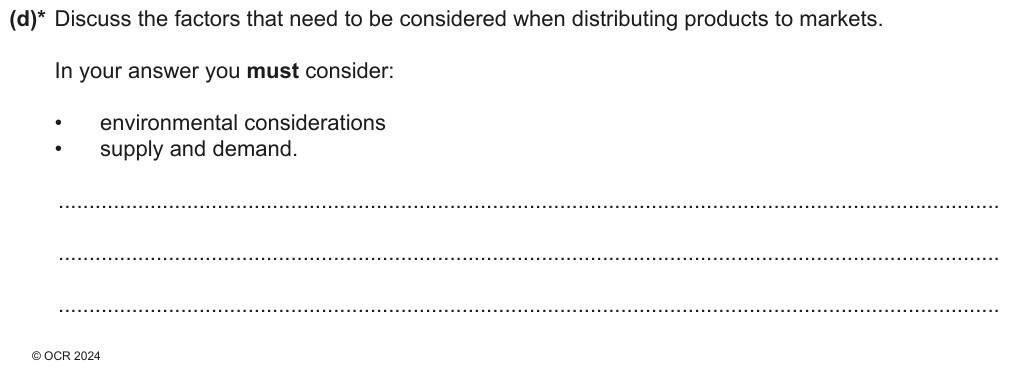 (d)* Discuss the factors that need to be considered when distributing products to markets.
In your answer you must consider:
• environmental considerations
• supply and demand.
................................................................................................................................................................
................................................................................................................................................................
................................................................................................................................................................
© OCR 2024